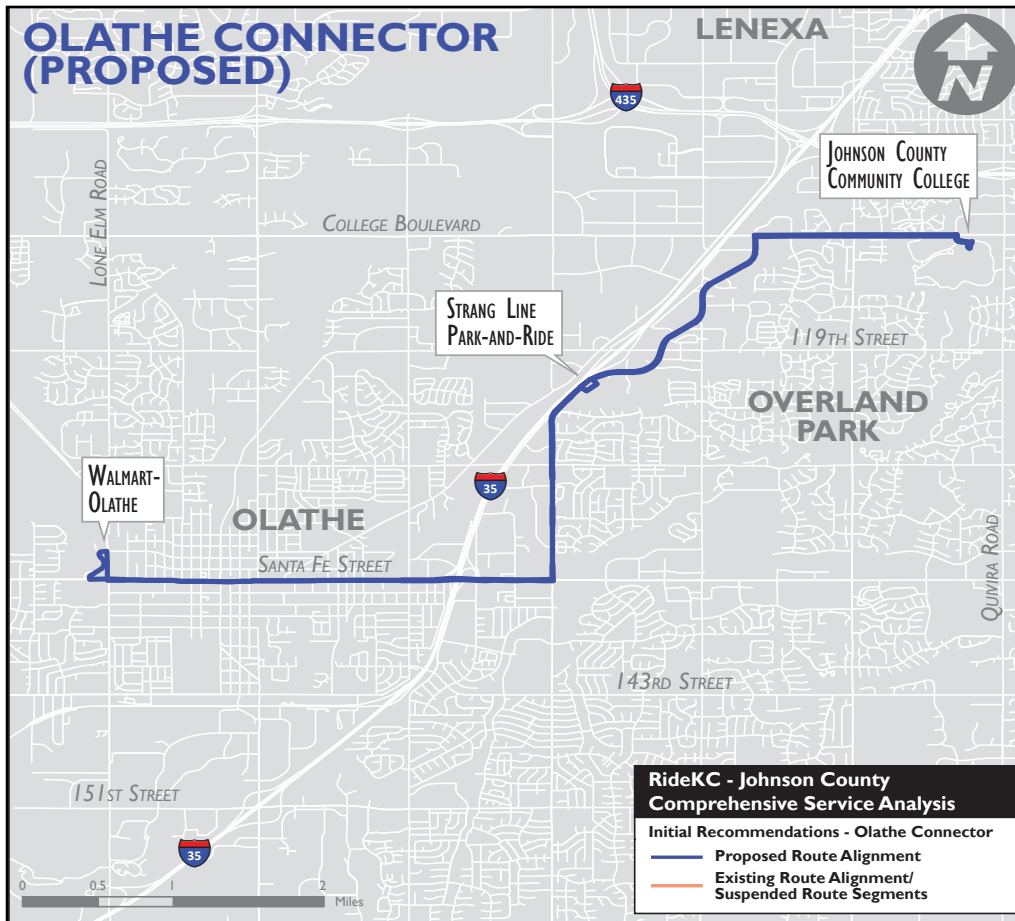 OLATHE CONNECTOR
(PROPOSED)
LENEXA
N
435
JOHNSON COUNTY
COMMUNITY COLLEGE
LONE ELM ROAD
COLLEGE BOULEVARD
STRANG LINE
PARK-AND-RIDE
119TH STREET
OVERLAND
PARK
WALMART-
OLATHE
35
OLATHE
SANTA FE STREET
QUIVIRA ROAD
143RD STREET
151ST STREET
35
0 0.5 1 2
Miles
RideKC - Johnson County
Comprehensive Service Analysis
Initial Recommendations - Olathe Connector
Proposed Route Alignment
Existing Route Alignment/
Suspended Route Segments